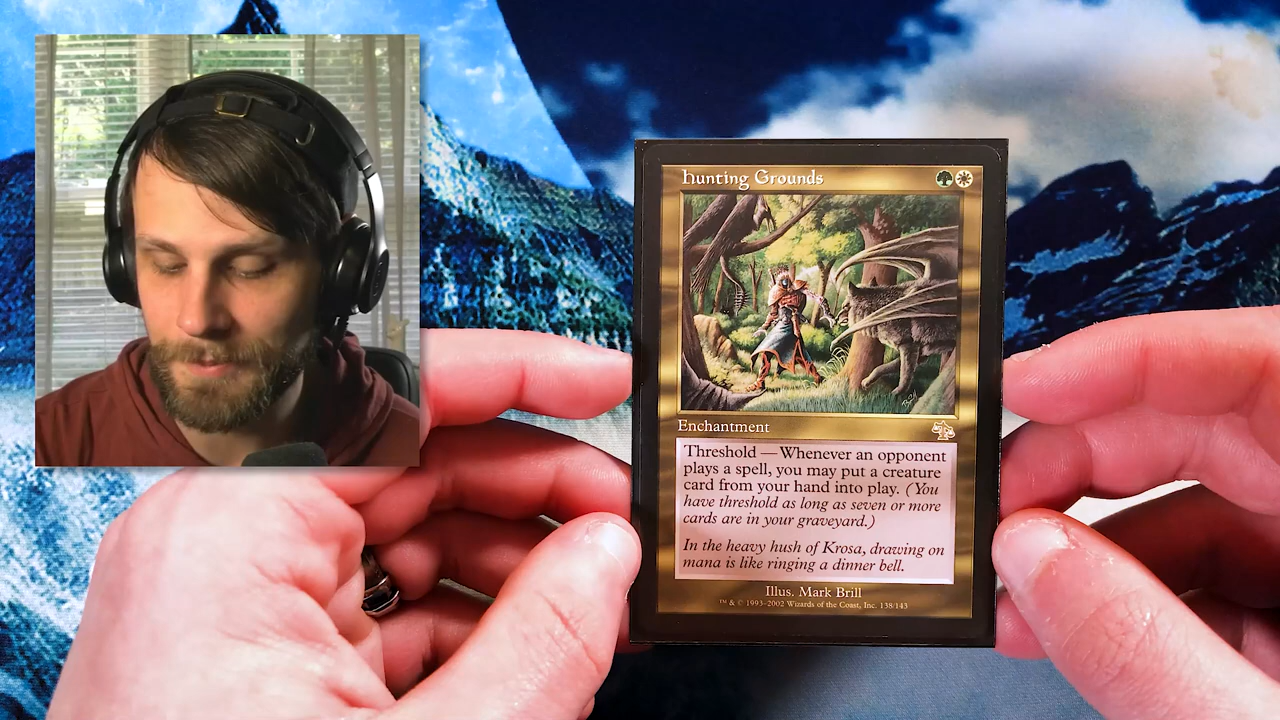 Hunting Grounds
Enchantment
Threshold — Whenever an opponent
plays a spell, you may put a creature
card from your hand into play. (You
have threshold as long as seven or more
cards are in your graveyard.)
In the heavy hush of Krosa, drawing on
mana is like ringing a dinner bell.
Illus. Mark Brill
™ & © 1993–2002 Wizards of the Coast, Inc. 138/143